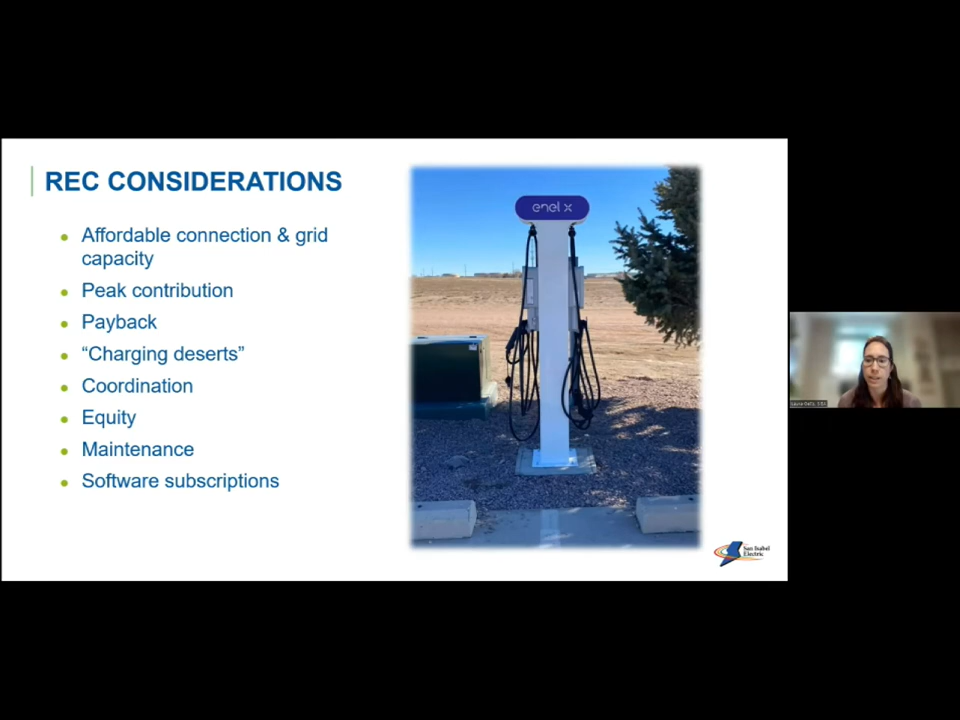 REC CONSIDERATIONS
Affordable connection & grid
capacity
Peak contribution
Payback
“Charging deserts”
Coordination
Equity
Maintenance
Software subscriptions
enel x
San Isabel
Electric